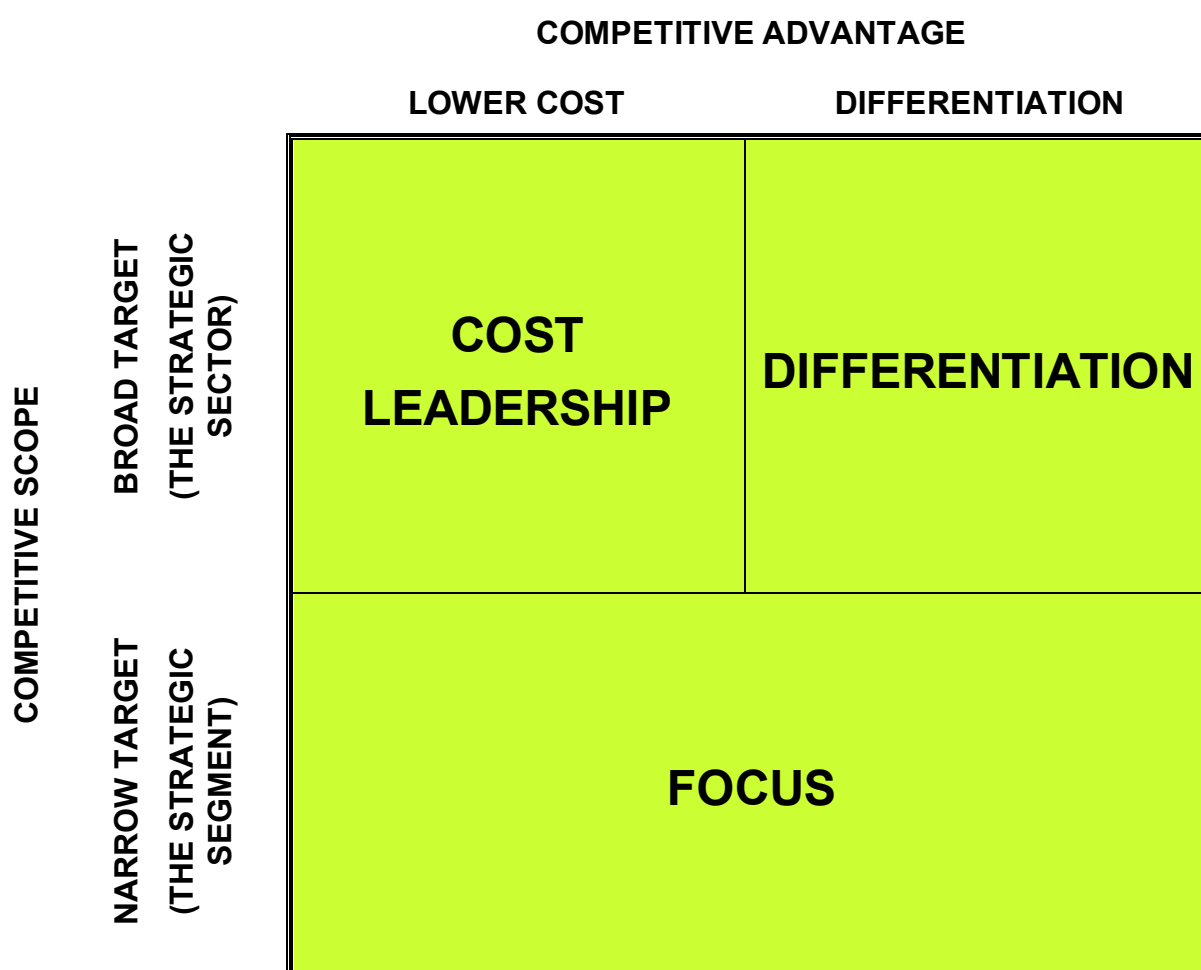 COMPETITIVE ADVANTAGE
LOWER COST
DIFFERENTIATION
COMPETITIVE SCOPE
BROAD TARGET
(THE STRATEGIC
SECTOR)
COST
LEADERSHIP
DIFFERENTIATION
NARROW TARGET
(THE STRATEGIC
SEGMENT)
FOCUS